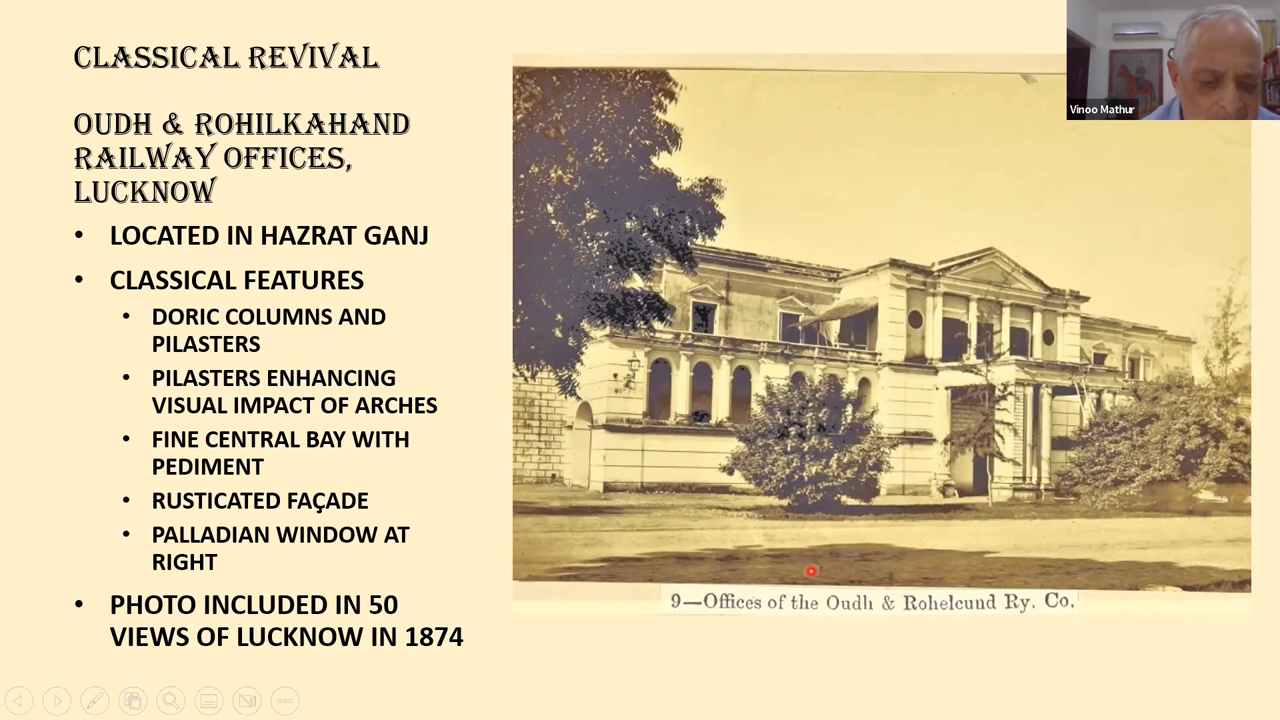 CLASSICAL REVIVAL
OUDH & ROHILKAHAND
RAILWAY OFFICES,
LUCKNOW
• LOCATED IN HAZRAT GANJ
• CLASSICAL FEATURES
• DORIC COLUMNS AND
PILASTERS
• PILASTERS ENHANCING
VISUAL IMPACT OF ARCHES
• FINE CENTRAL BAY WITH
PEDIMENT
• RUSTICATED FAÇADE
• PALLADIAN WINDOW AT
RIGHT
• PHOTO INCLUDED IN 50
VIEWS OF LUCKNOW IN 1874
Vinoo Mathur
9—Offices of the Oudh & Rohelcund Ry. Co.